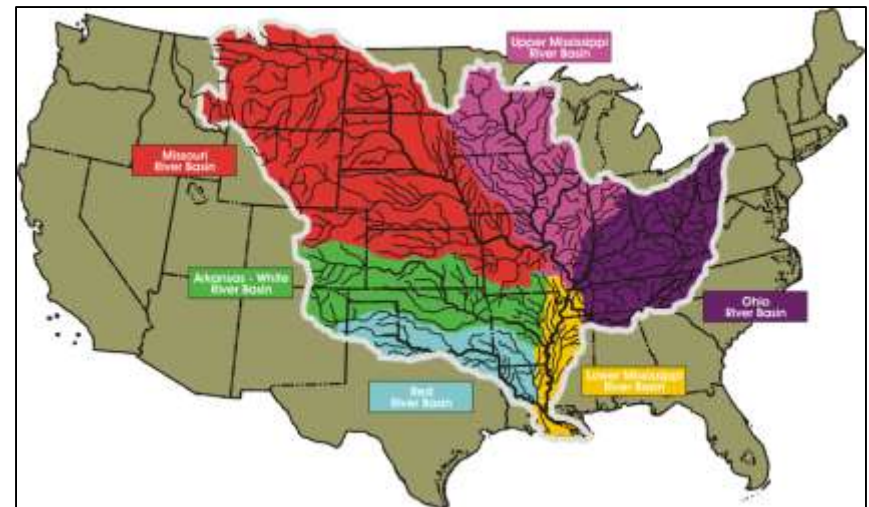 Upper Mississippi
River Basin
Missouri
River Basin
Arkansas - White
River Basin
Ohio
River Basin
Lower Mississippi
River Basin
Red
River Basin